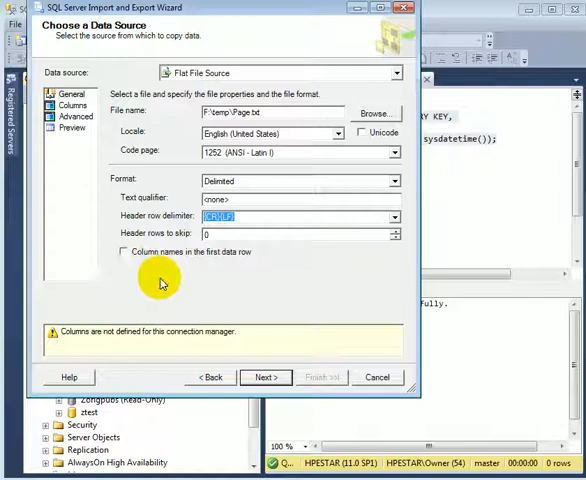 SQL Server Import and Export Wizard
Choose a Data Source
Select the source from which to copy data.
File
Registered Servers
Data source:
Flat File Source
General
Columns
Advanced
Preview
Select a file and specify the file properties and the file format.
File name:
F:\temp\Page.txt
Browse...
Locale:
English (United States)
Unicode
Code page:
1252 (ANSI - Latin I)
Format:
Delimited
Text qualifier:
<none>
Header row delimiter:
{CR}{LF}
Header rows to skip:
0
Column names in the first data row
Columns are not defined for this connection manager.
Help
< Back
Next >
Finish >>|
Cancel
RY KEY,
sysdatetime());
fully.
Zongpubs (Read-Only)
ztest
Security
Server Objects
Replication
AlwaysOn High Availability
100 %
Q...
HPESTAR (11.0 SP1)
HPESTAR\Owner (54)
master
00:00:00
0 rows